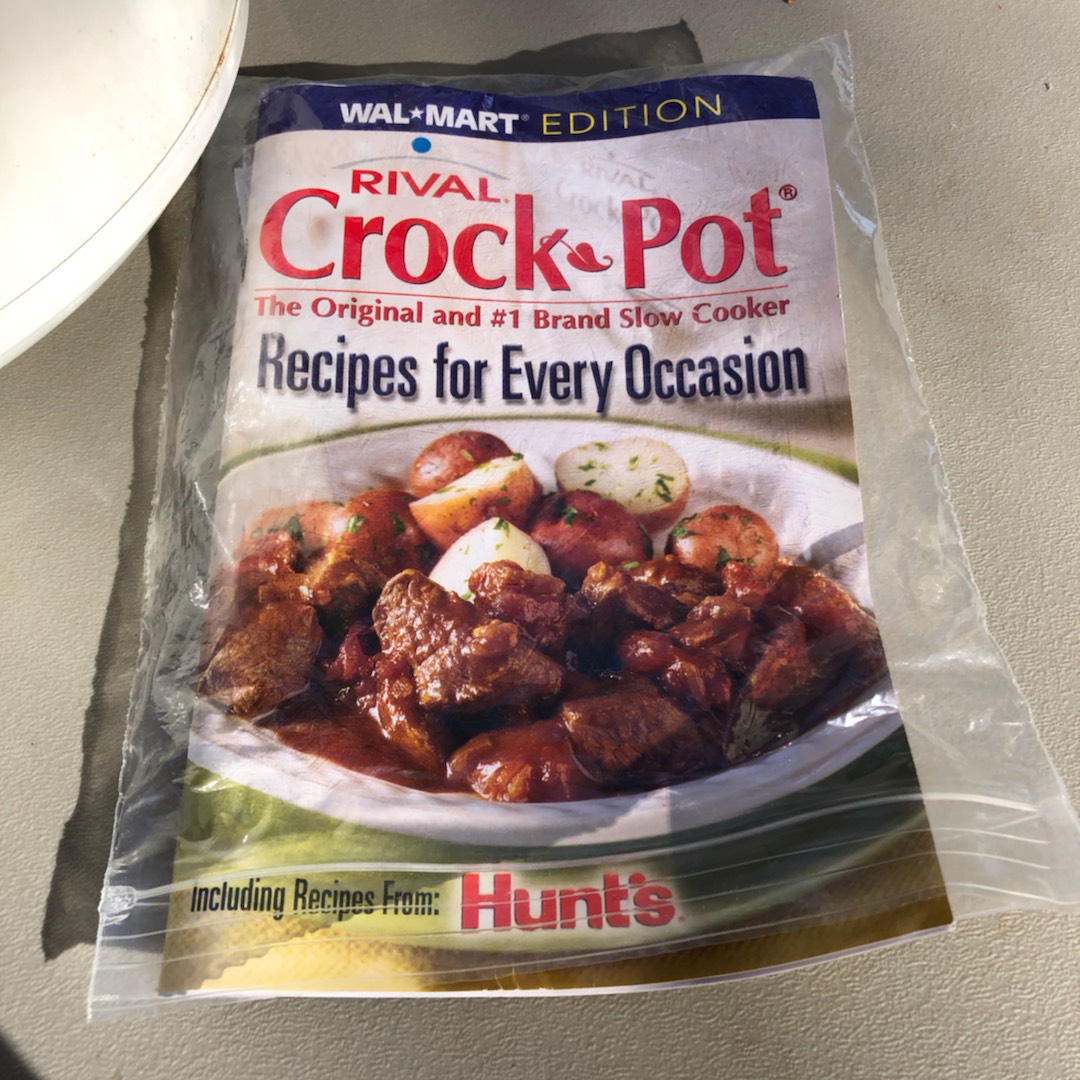 WAL★MART® EDITION
RIVAL®
Crock Pot®
The Original and #1 Brand Slow Cooker
Recipes for Every Occasion
Including Recipes From: Hunt's®